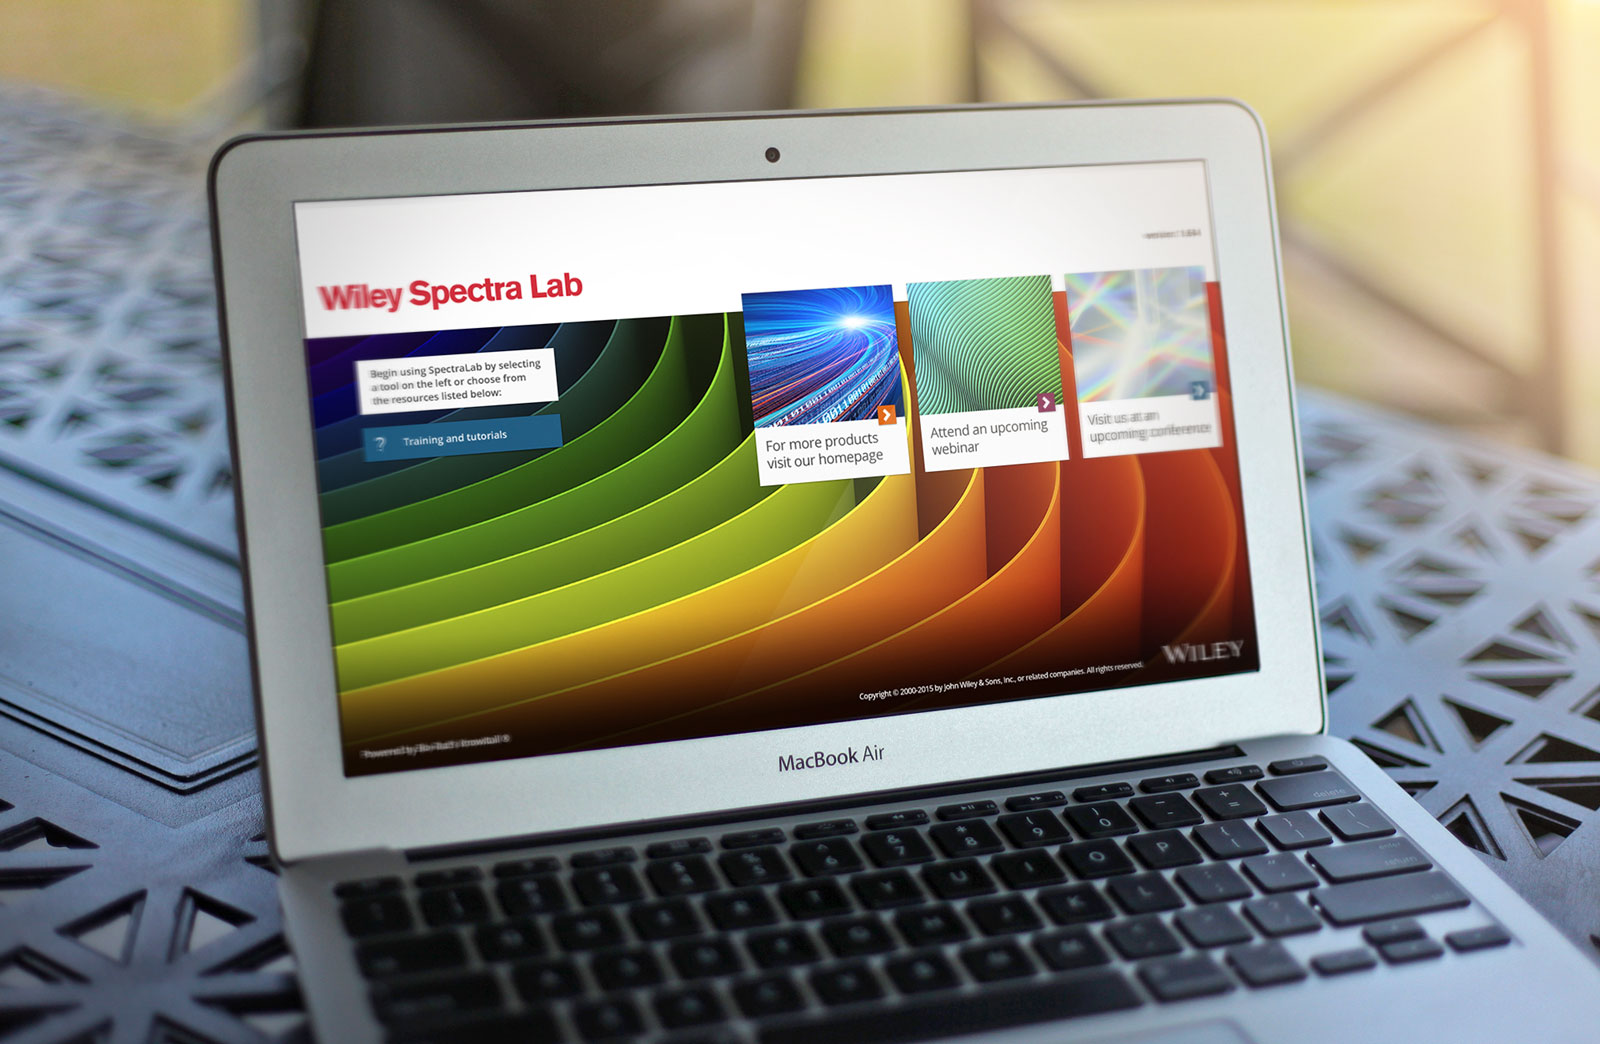 Wiley Spectra Lab
Begin using SpectraLab by selecting
a tool on the left or choose from
the resources listed below:
? Training and tutorials
For more products
visit our homepage
Attend an upcoming
webinar
Visit us at an
upcoming conference
WILEY
Copyright © 2000-2015 by John Wiley & Sons, Inc., or related companies. All rights reserved.
Powered by
MacBook Air
delete
return